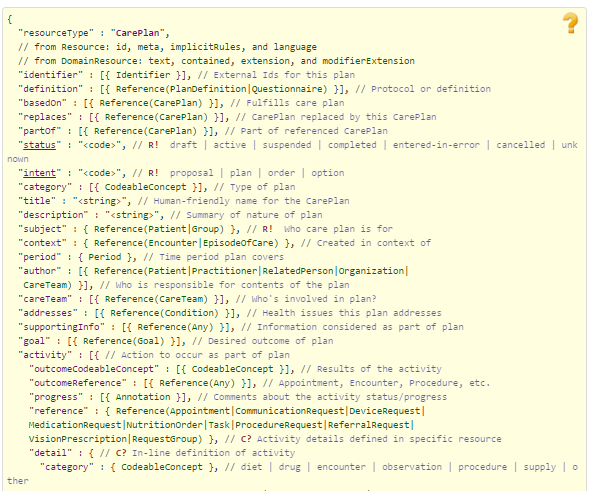 {
"resourceType" : "CarePlan",
// from Resource: id, meta, implicitRules, and language
// from DomainResource: text, contained, extension, and modifierExtension
"identifier" : [{ Identifier }], // External Ids for this plan
"definition" : [{ Reference(PlanDefinition|Questionnaire) }], // Protocol or definition
"basedOn" : [{ Reference(CarePlan) }], // Fulfills care plan
"replaces" : [{ Reference(CarePlan) }], // CarePlan replaced by this CarePlan
"partOf" : [{ Reference(CarePlan) }], // Part of referenced CarePlan
"status" : "<code>", // R!  draft | active | suspended | completed | entered-in-error | cancelled | unk
nown
"intent" : "<code>", // R!  proposal | plan | order | option
"category" : [{ CodeableConcept }], // Type of plan
"title" : "<string>", // Human-friendly name for the CarePlan
"description" : "<string>", // Summary of nature of plan
"subject" : { Reference(Patient|Group) }, // R!  Who care plan is for
"context" : { Reference(Encounter|EpisodeOfCare) }, // Created in context of
"period" : { Period }, // Time period plan covers
"author" : [{ Reference(Patient|Practitioner|RelatedPerson|Organization|
CareTeam) }], // Who is responsible for contents of the plan
"careTeam" : [{ Reference(CareTeam) }], // Who's involved in plan?
"addresses" : [{ Reference(Condition) }], // Health issues this plan addresses
"supportingInfo" : [{ Reference(Any) }], // Information considered as part of plan
"goal" : [{ Reference(Goal) }], // Desired outcome of plan
"activity" : [{ // Action to occur as part of plan
"outcomeCodeableConcept" : [{ CodeableConcept }], // Results of the activity
"outcomeReference" : [{ Reference(Any) }], // Appointment, Encounter, Procedure, etc.
"progress" : [{ Annotation }], // Comments about the activity status/progress
"reference" : { Reference(Appointment|CommunicationRequest|DeviceRequest|
MedicationRequest|NutritionOrder|Task|ProcedureRequest|ReferralRequest|
VisionPrescription|RequestGroup) }, // C? Activity details defined in specific resource
"detail" : { // C? In-line definition of activity
"category" : { CodeableConcept }, // diet | drug | encounter | observation | procedure | supply | o
ther